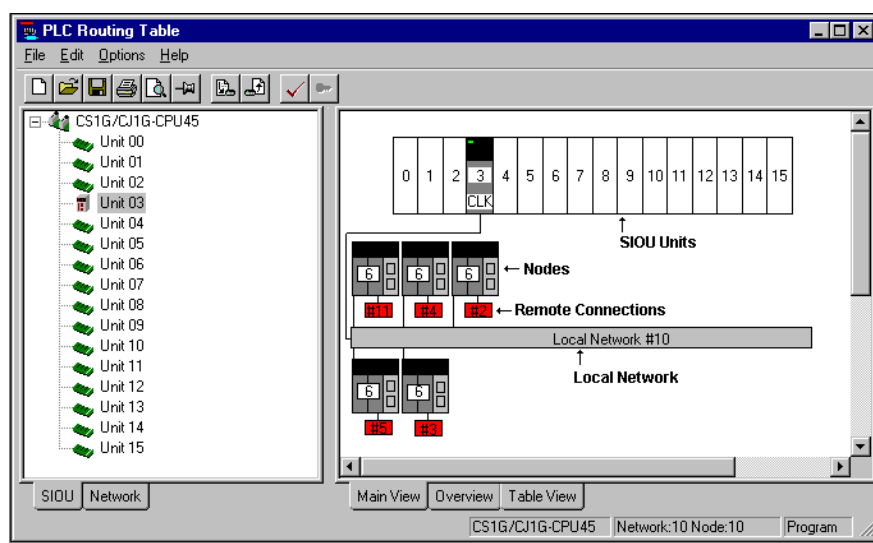 PLC Routing Table
File Edit Options Help
CS1G/CJ1G-CPU45
Unit 00
Unit 01
Unit 02
Unit 03
Unit 04
Unit 05
Unit 06
Unit 07
Unit 08
Unit 09
Unit 10
Unit 11
Unit 12
Unit 13
Unit 14
Unit 15
SIOU Network
0 1 2 3 4 5 6 7 8 9 10 11 12 13 14 15
CLK
SIOU Units
6 6 6 Nodes
#11 #4 #2 Remote Connections
Local Network #10
Local Network
6 6
#5 #3
Main View Overview Table View
CS1G/CJ1G-CPU45 Network:10 Node:10 Program